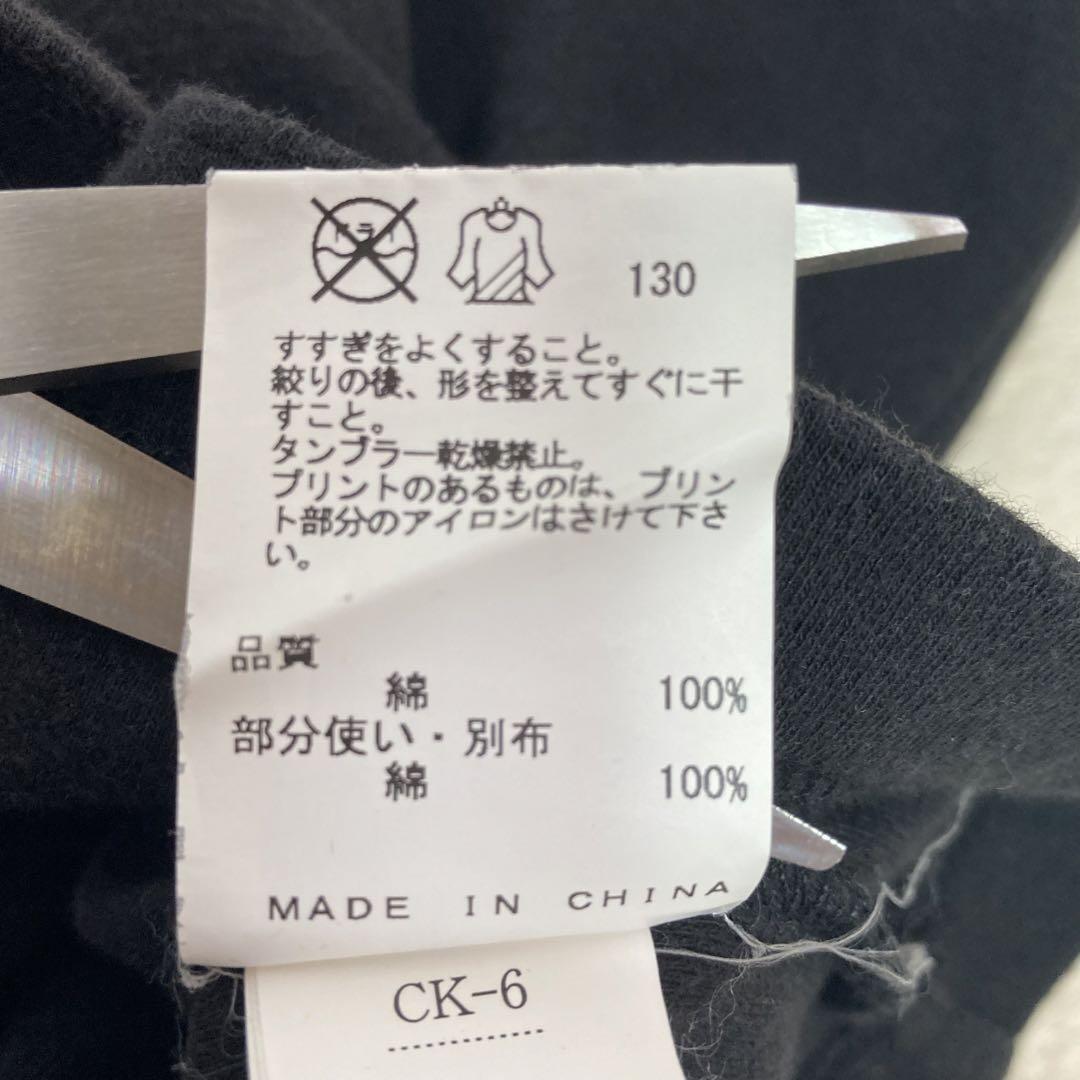 ドライ
130
すすぎをよくすること。
絞りの後、形を整えてすぐに干
すこと。
タンブラー乾燥禁止。
プリントのあるものは、プリン
ト部分のアイロンはさけて下さ
い。
品質
綿 100%
部分使い・別布
綿 100%
MADE IN CHINA
CK-6